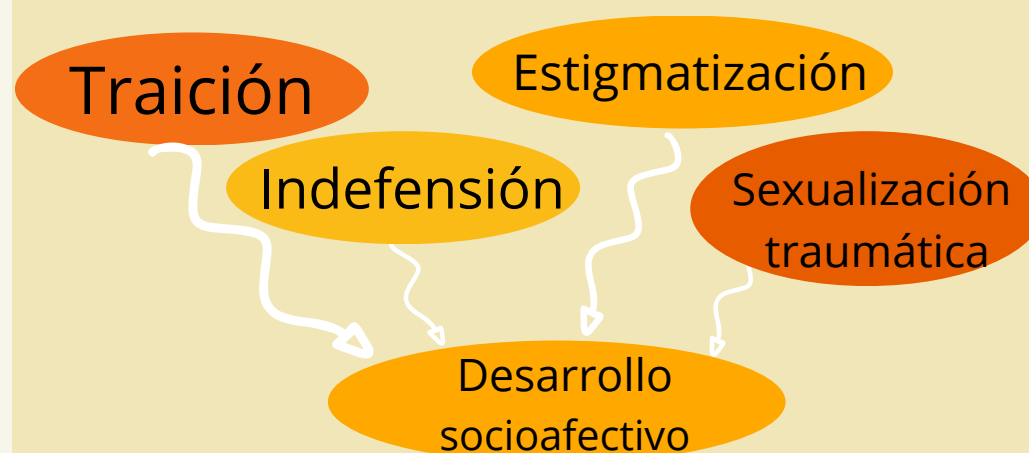 Traición
Estigmatización
Indefensión
Sexualización
traumática
Desarrollo
socioafectivo